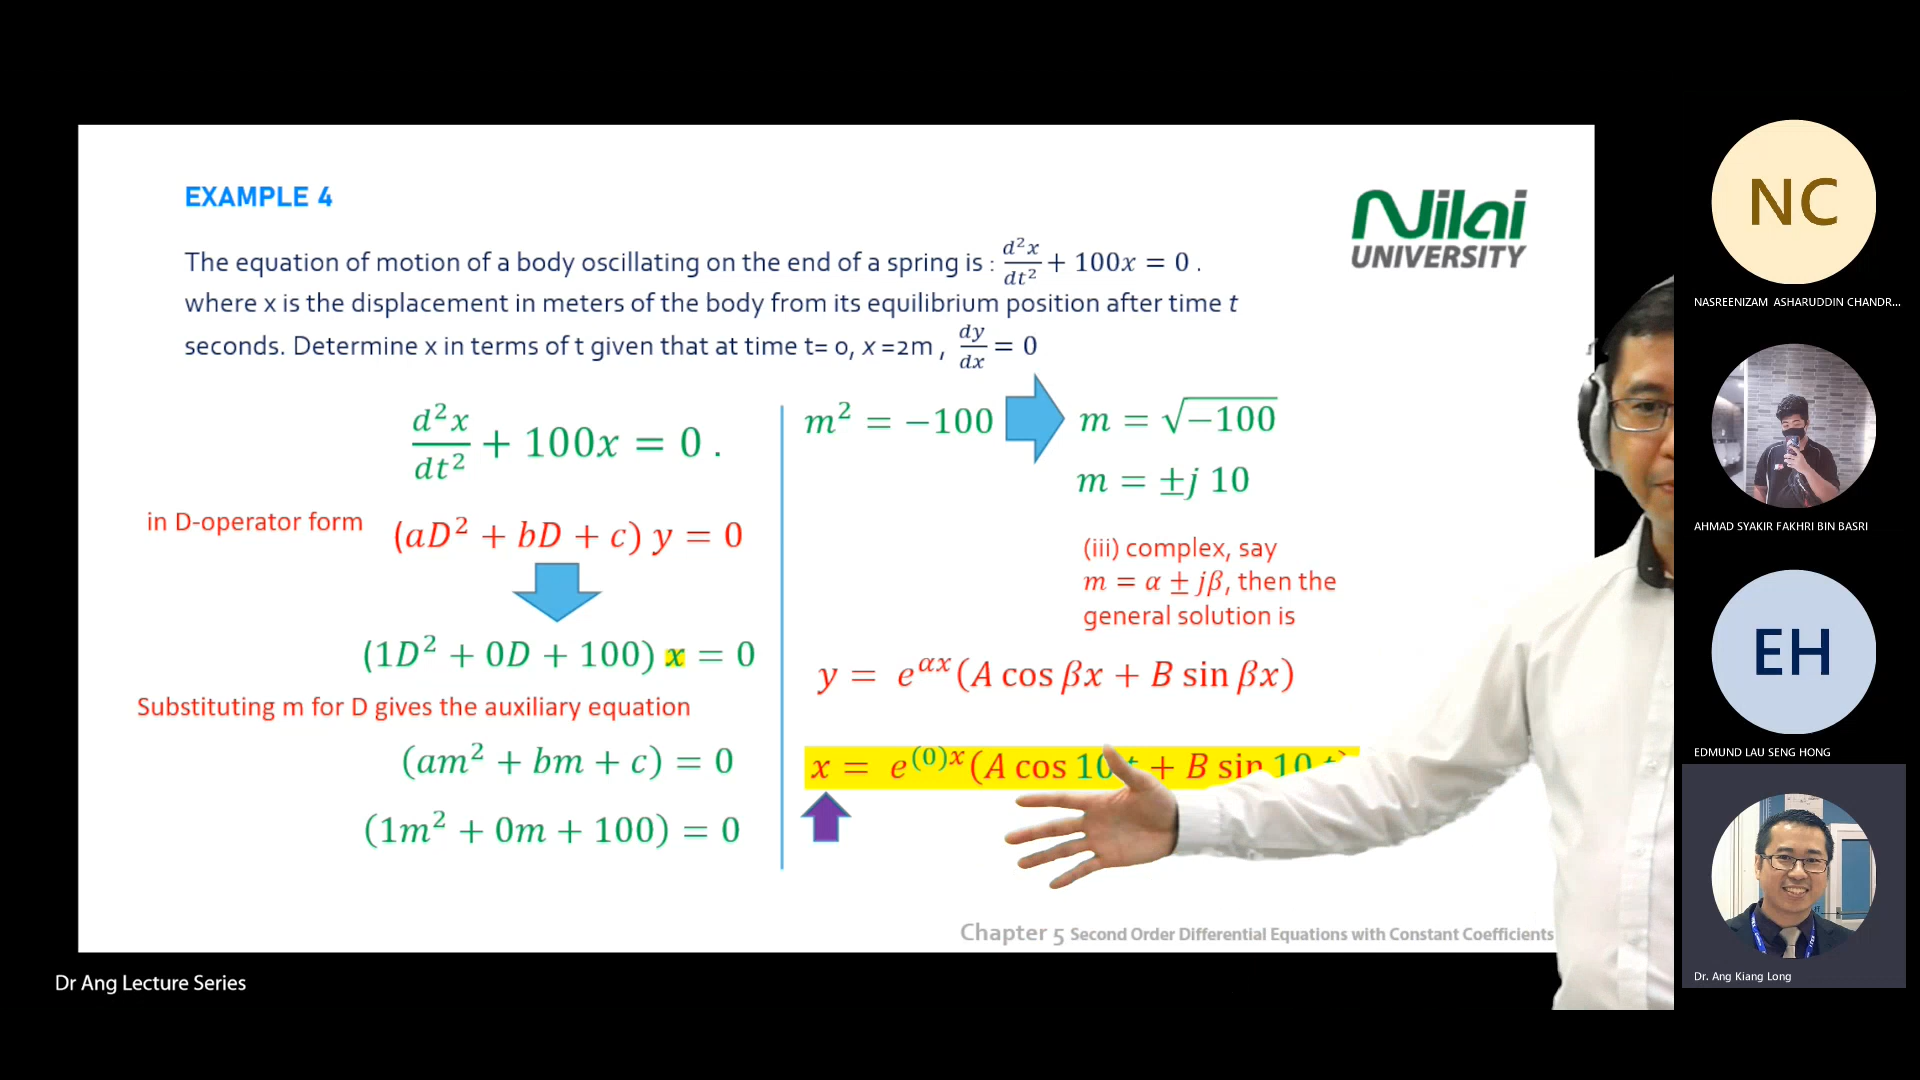 EXAMPLE 4
Nilai
UNIVERSITY
The equation of motion of a body oscillating on the end of a spring is : d²x/dt² + 100x = 0 .
where x is the displacement in meters of the body from its equilibrium position after time t
seconds. Determine x in terms of t given that at time t= 0, x =2m , dy/dx = 0
d²x/dt² + 100x = 0 .
in D-operator form
(aD² + bD + c) y = 0
(1D² + 0D + 100) x = 0
Substituting m for D gives the auxiliary equation
(am² + bm + c) = 0
(1m² + 0m + 100) = 0
m² = −100
m = √−100
m = ±j 10
(iii) complex, say
m = α ± jβ, then the
general solution is
y = e^αx (A cos βx + B sin βx)
x = e^(0)x (A cos 10 t + B sin 10 t)
Chapter 5 Second Order Differential Equations with Constant Coefficients
Dr Ang Lecture Series
NC
NASREENIZAM ASHARUDDIN CHANDR...
AHMAD SYAKIR FAKHRI BIN BASRI
EH
EDMUND LAU SENG HONG
Dr. Ang Kiang Long